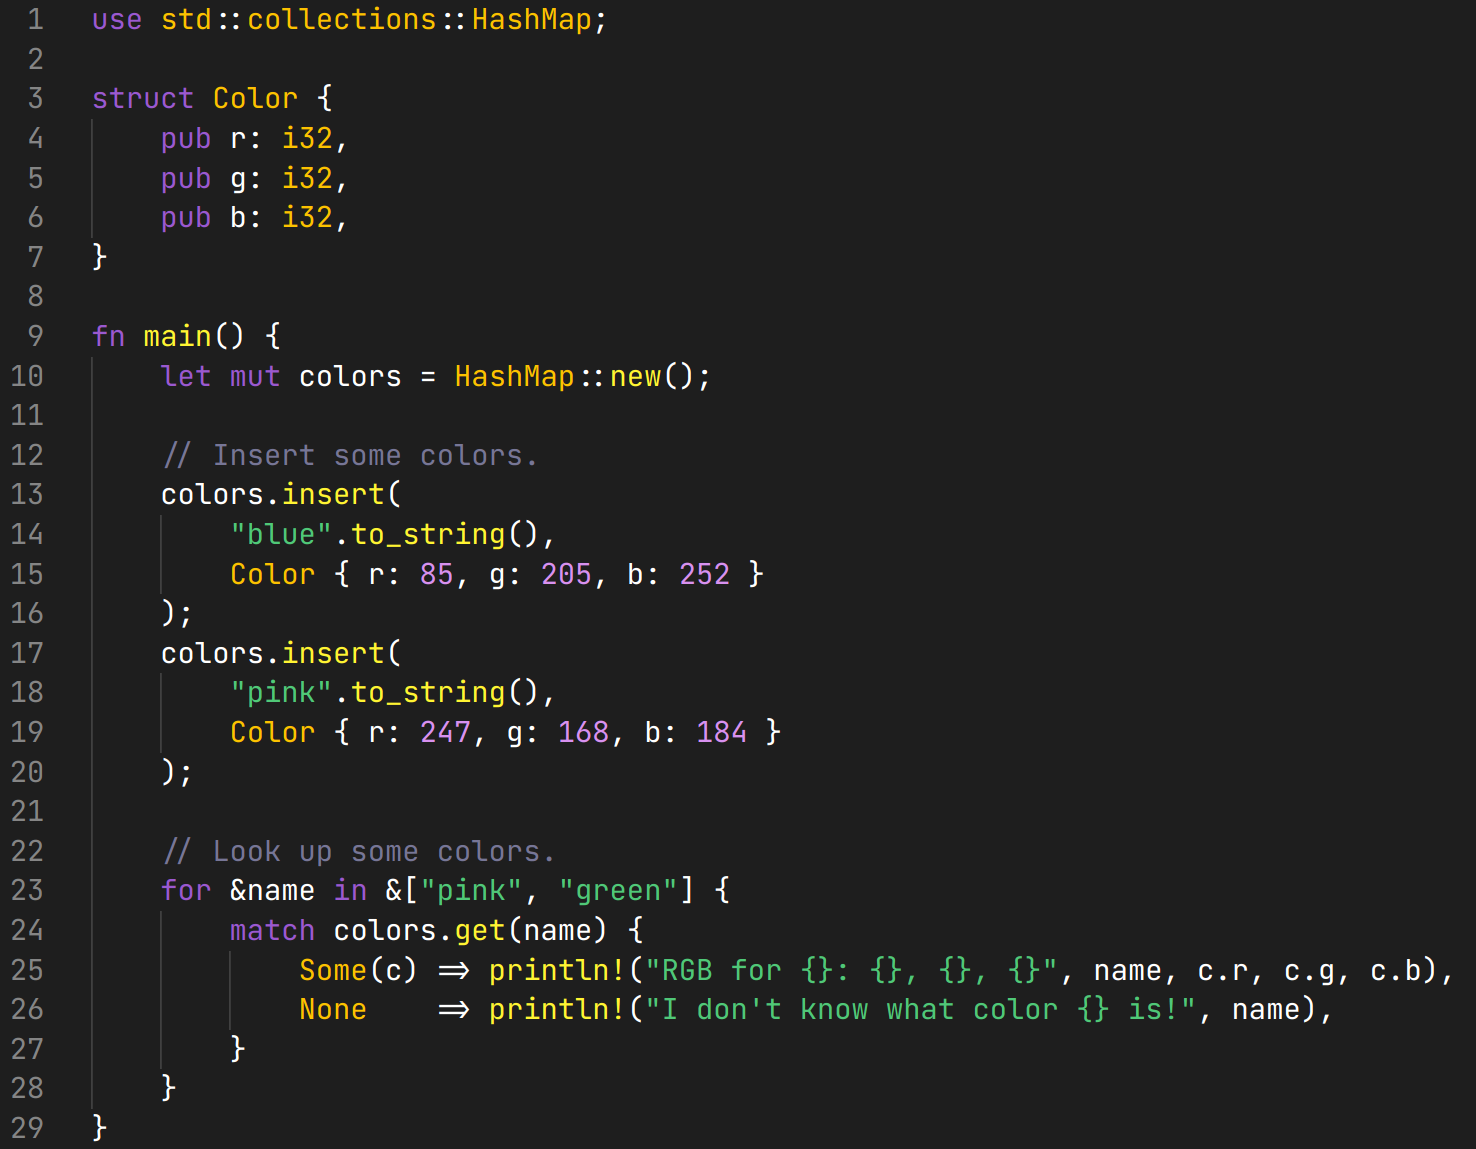 1 use std::collections::HashMap;
2
3 struct Color {
4     pub r: i32,
5     pub g: i32,
6     pub b: i32,
7 }
8
9 fn main() {
10     let mut colors = HashMap::new();
11
12     // Insert some colors.
13     colors.insert(
14         "blue".to_string(),
15         Color { r: 85, g: 205, b: 252 }
16     );
17     colors.insert(
18         "pink".to_string(),
19         Color { r: 247, g: 168, b: 184 }
20     );
21
22     // Look up some colors.
23     for &name in &["pink", "green"] {
24         match colors.get(name) {
25             Some(c) => println!("RGB for {}: {}, {}, {}", name, c.r, c.g, c.b),
26             None    => println!("I don't know what color {} is!", name),
27         }
28     }
29 }